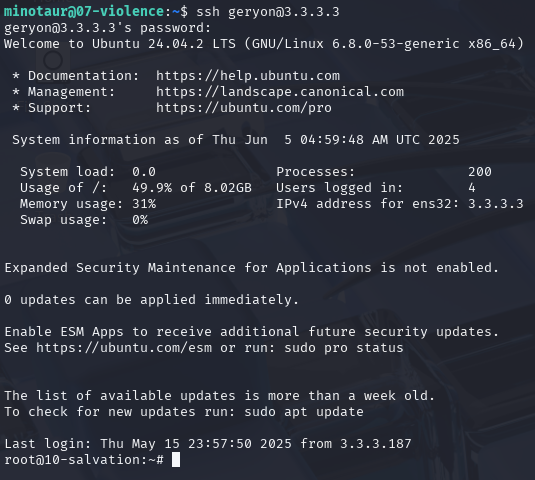 minotaur@07-violence:~$ ssh geryon@3.3.3.3
geryon@3.3.3.3's password:
Welcome to Ubuntu 24.04.2 LTS (GNU/Linux 6.8.0-53-generic x86_64)
* Documentation:  https://help.ubuntu.com
* Management:     https://landscape.canonical.com
* Support:        https://ubuntu.com/pro
System information as of Thu Jun  5 04:59:48 AM UTC 2025
System load:  0.0               Processes:              200
Usage of /:   49.9% of 8.02GB   Users logged in:        4
Memory usage: 31%               IPv4 address for ens32: 3.3.3.3
Swap usage:   0%
Expanded Security Maintenance for Applications is not enabled.
0 updates can be applied immediately.
Enable ESM Apps to receive additional future security updates.
See https://ubuntu.com/esm or run: sudo pro status
The list of available updates is more than a week old.
To check for new updates run: sudo apt update
Last login: Thu May 15 23:57:50 2025 from 3.3.3.187
root@10-salvation:~#